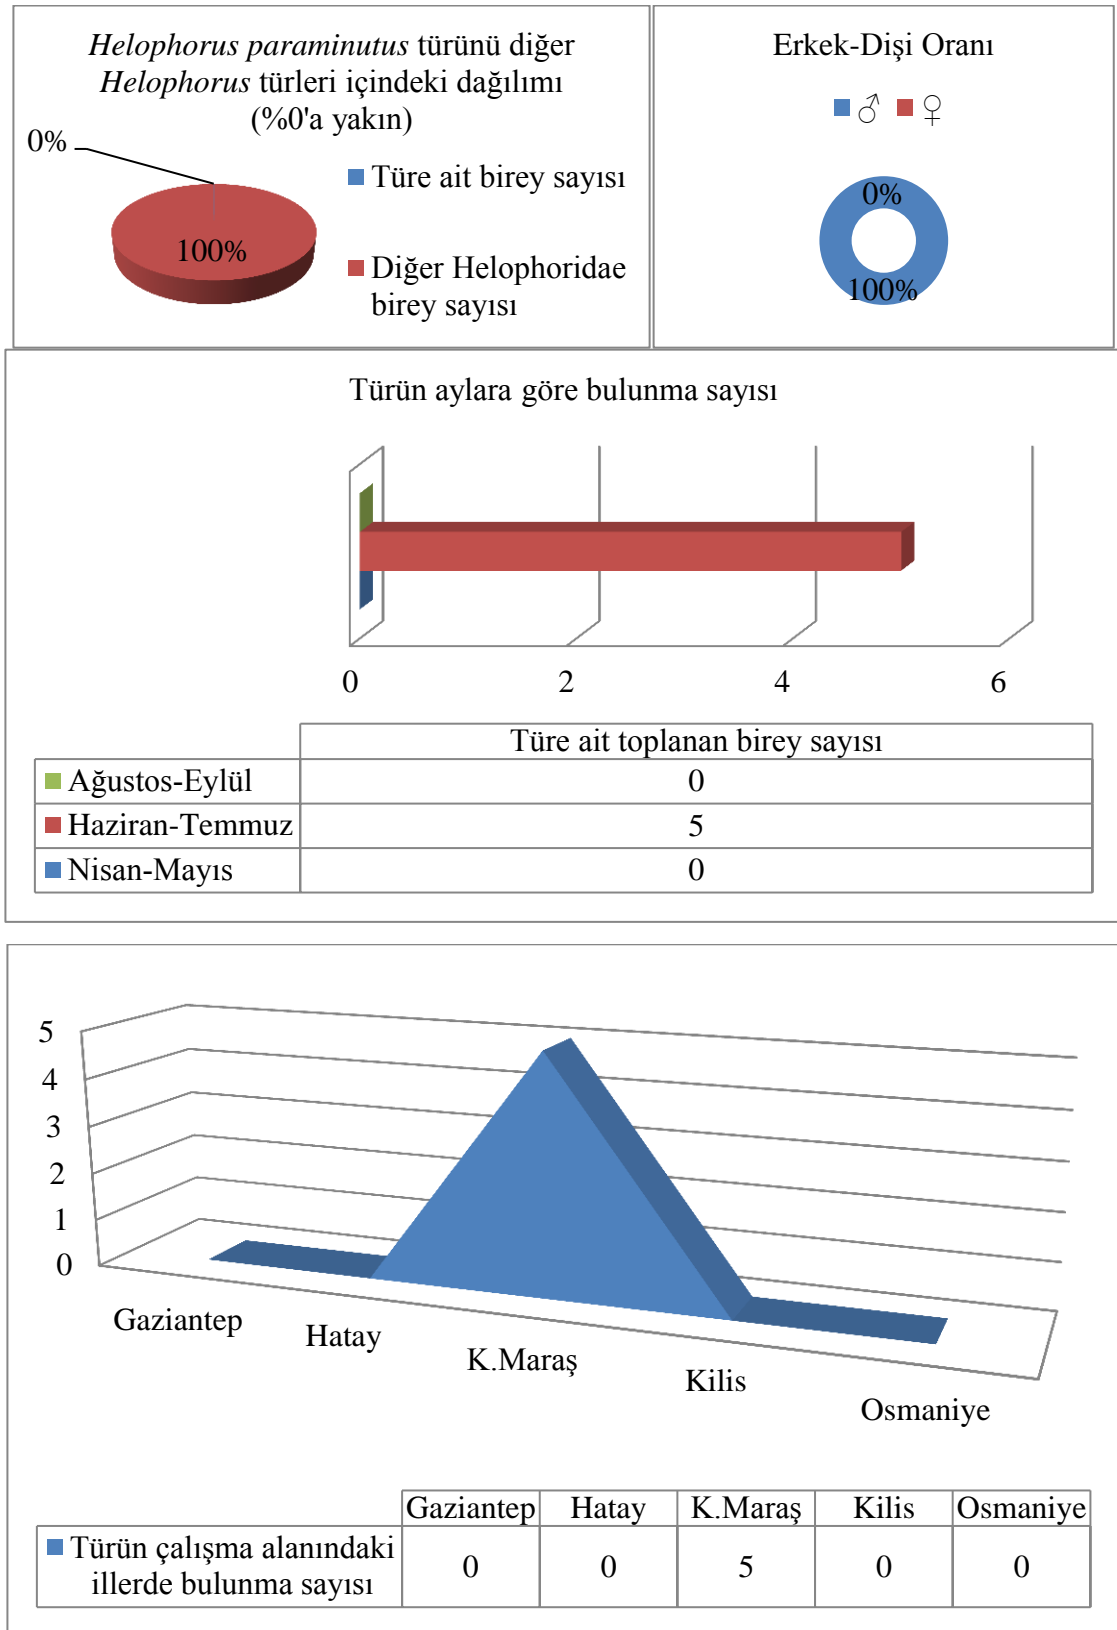 Helophorus paraminutus türünü diğer
Helophorus türleri içindeki dağılımı
(%0'a yakın)
0%
100%
Türe ait birey sayısı
Diğer Helophoridae
birey sayısı
Erkek-Dişi Oranı
♂ ♀
0%
100%
Türün aylara göre bulunma sayısı
0 2 4 6
Türe ait toplanan birey sayısı
Ağustos-Eylül 0
Haziran-Temmuz 5
Nisan-Mayıs 0
5
4
3
2
1
0
Gaziantep
Hatay
K.Maraş
Kilis
Osmaniye
Gaziantep Hatay K.Maraş Kilis Osmaniye
Türün çalışma alanındaki
illerde bulunma sayısı
0 0 5 0 0